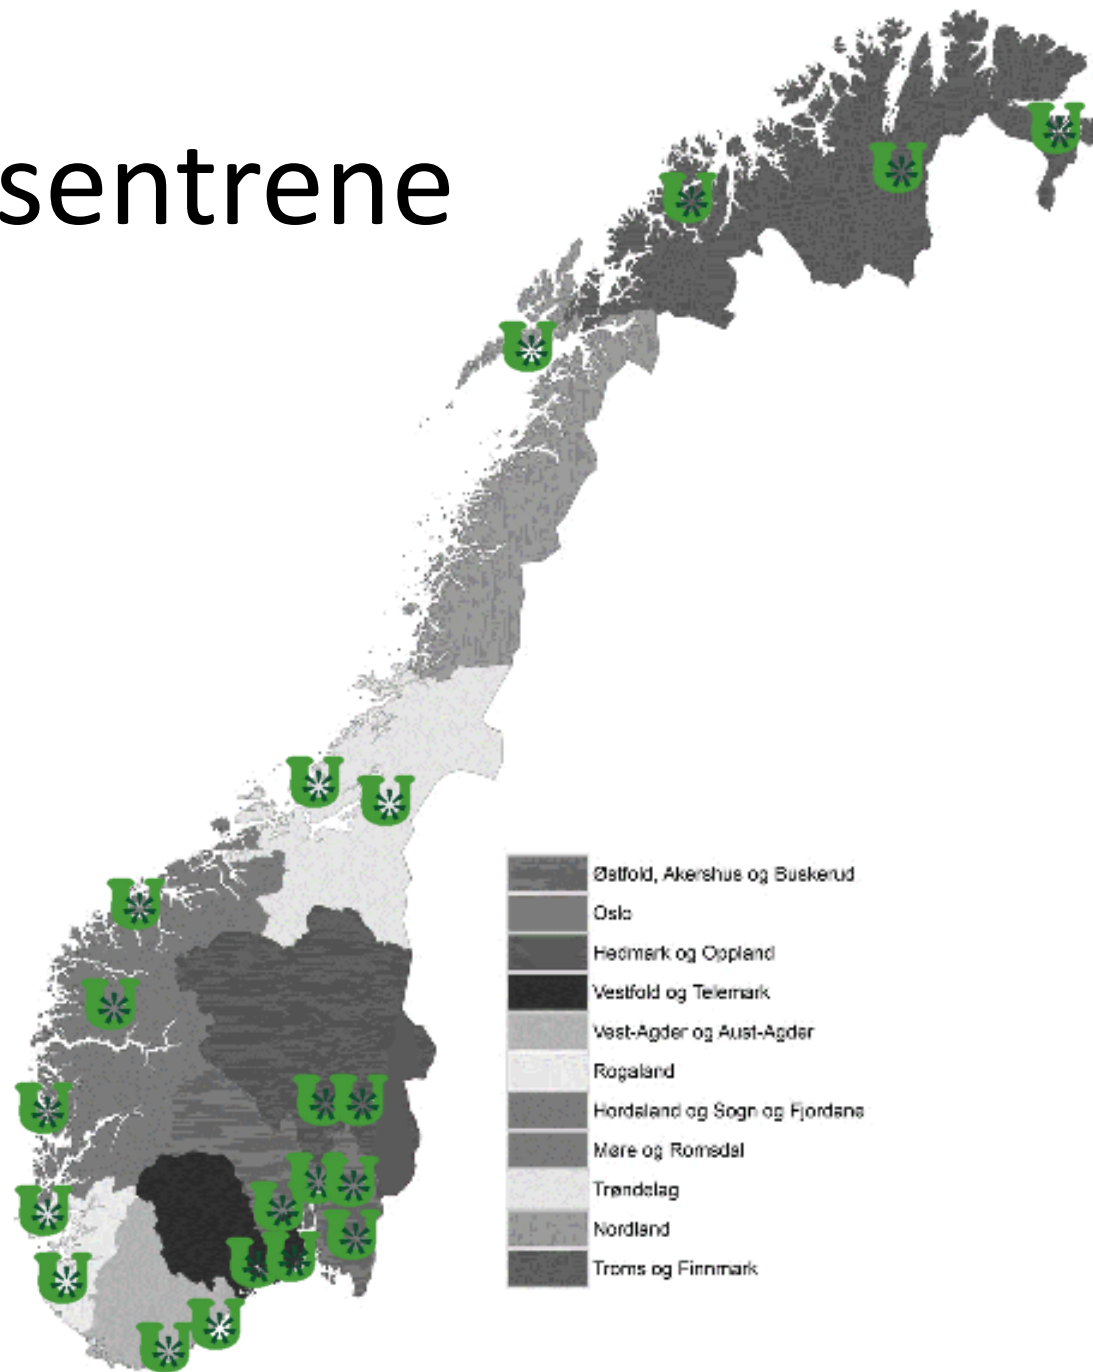 sentrene
Østfold, Akershus og Buskerud
Oslo
Hedmark og Oppland
Vestfold og Telemark
Vest-Agder og Aust-Agder
Rogaland
Hordaland og Sogn og Fjordane
Møre og Romsdal
Trøndelag
Nordland
Troms og Finnmark